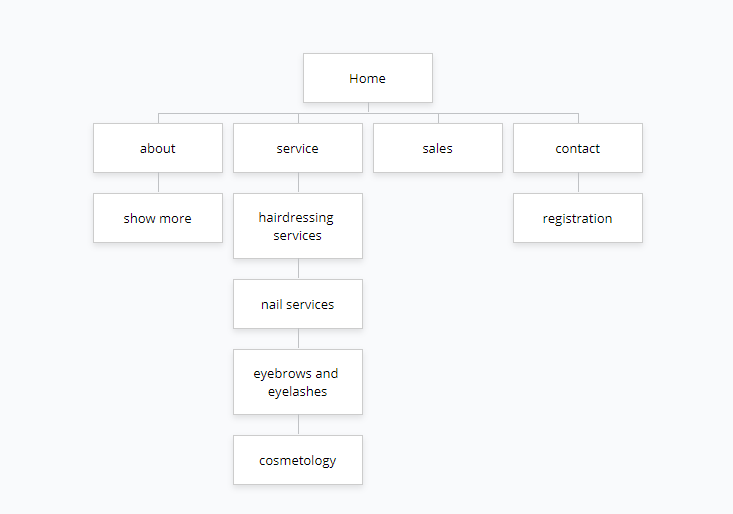 Home
about
service
sales
contact
show more
hairdressing
services
registration
nail services
eyebrows and
eyelashes
cosmetology